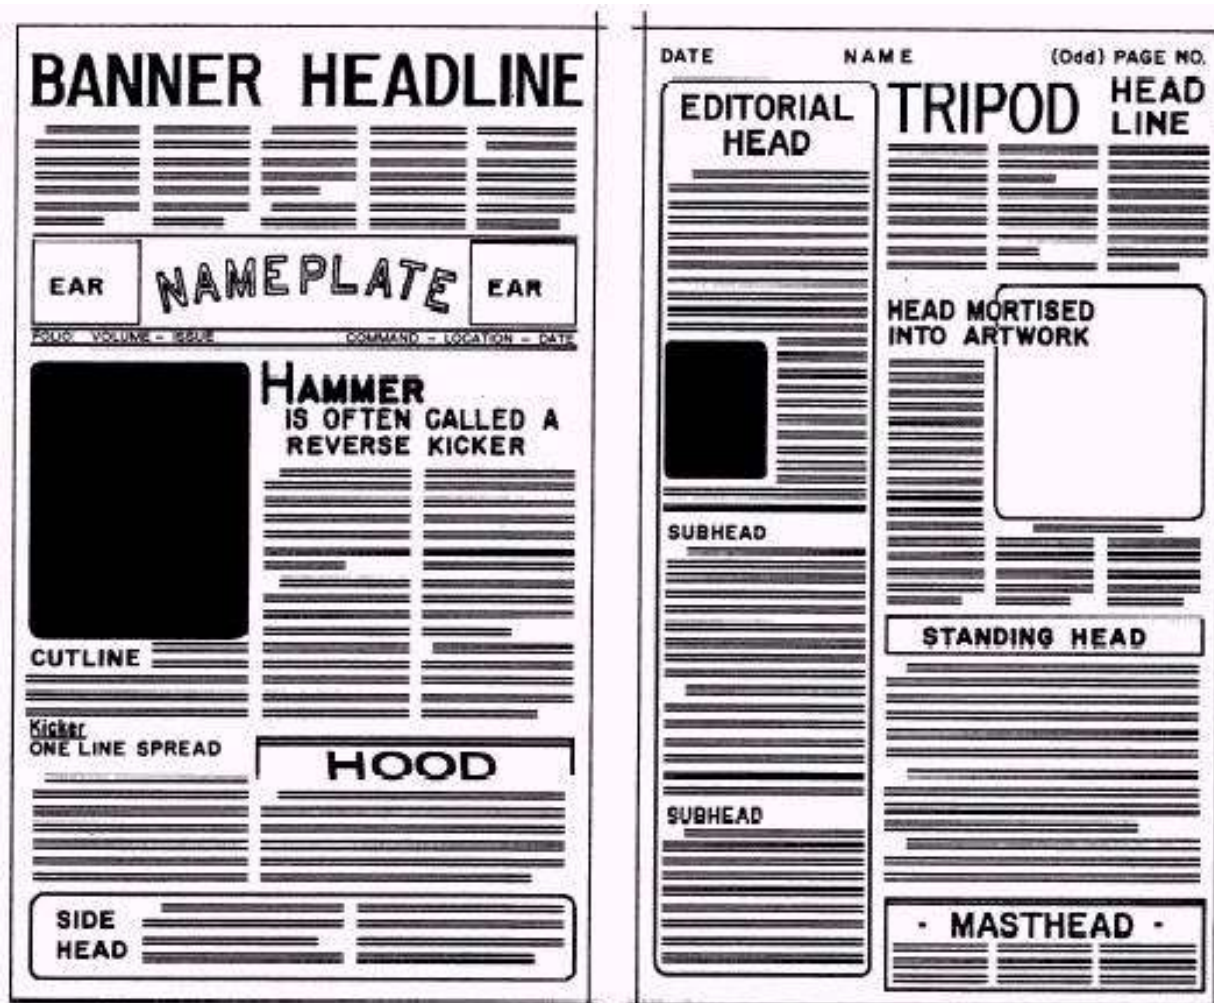 BANNER HEADLINE
EAR
NAMEPLATE
EAR
FOLIO: VOLUME - ISSUE
COMMAND - LOCATION - DATE
HAMMER
IS OFTEN CALLED A
REVERSE KICKER
CUTLINE
Kicker
ONE LINE SPREAD
HOOD
SIDE
HEAD
DATE
NAME
(Odd) PAGE NO.
EDITORIAL
HEAD
SUBHEAD
SUBHEAD
TRIPOD
HEAD
LINE
HEAD MORTISED
INTO ARTWORK
STANDING HEAD
- MASTHEAD -